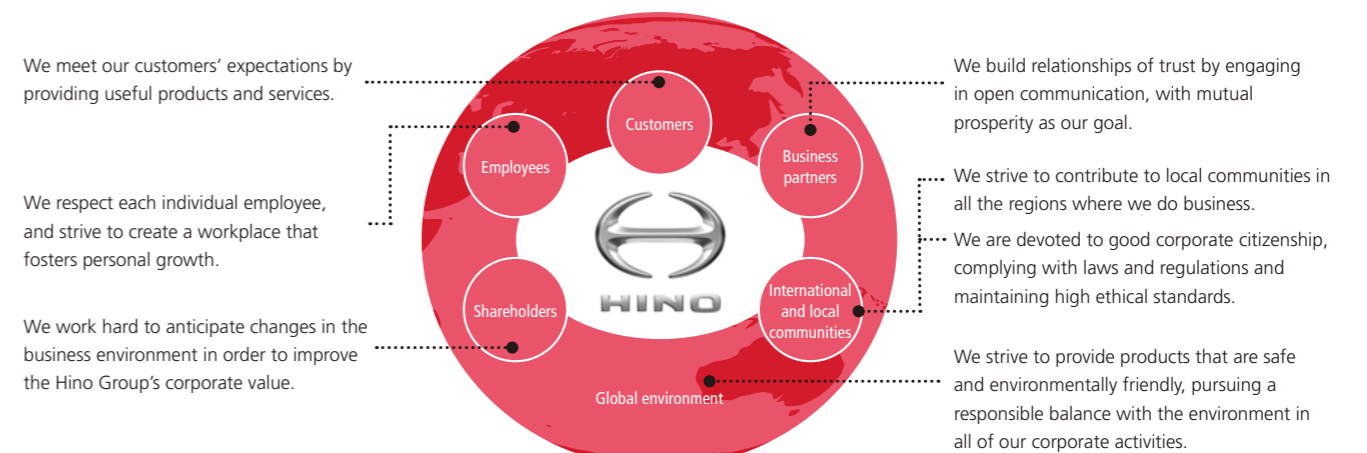 We meet our customers’ expectations by
providing useful products and services.
We respect each individual employee,
and strive to create a workplace that
fosters personal growth.
We work hard to anticipate changes in the
business environment in order to improve
the Hino Group’s corporate value.
Customers
Employees
Business
partners
HINO
Shareholders
International
and local
communities
Global environment
We build relationships of trust by engaging
in open communication, with mutual
prosperity as our goal.
We strive to contribute to local communities in
all the regions where we do business.
We are devoted to good corporate citizenship,
complying with laws and regulations and
maintaining high ethical standards.
We strive to provide products that are safe
and environmentally friendly, pursuing a
responsible balance with the environment in
all of our corporate activities.